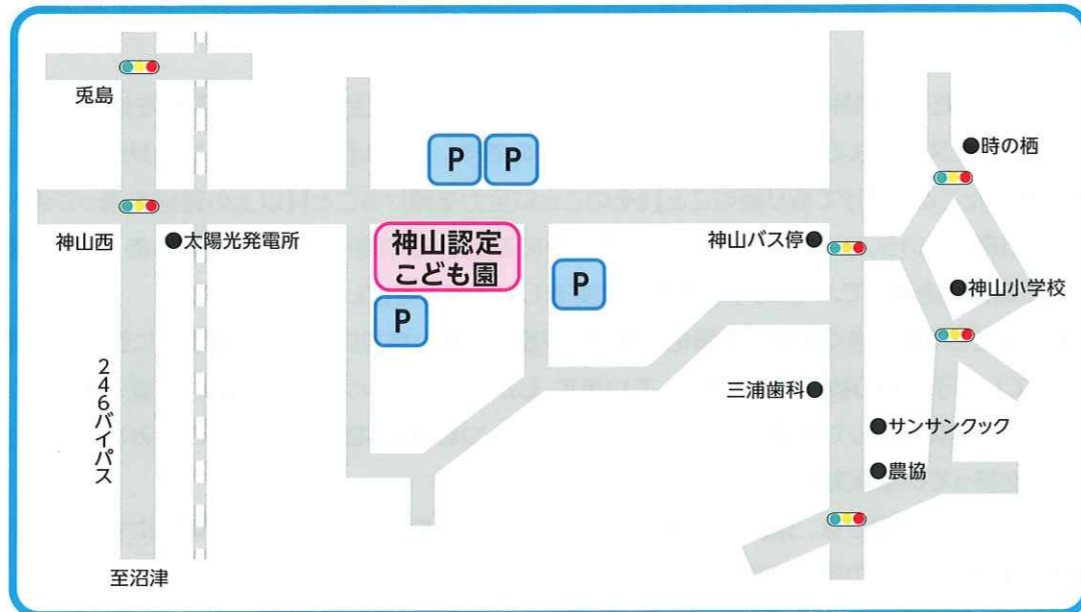 兎島
P
P
時の栖
神山西
太陽光発電所
神山認定
こども園
神山バス停
P
神山小学校
P
246バイパス
三浦歯科
サンサンクック
農協
至沼津